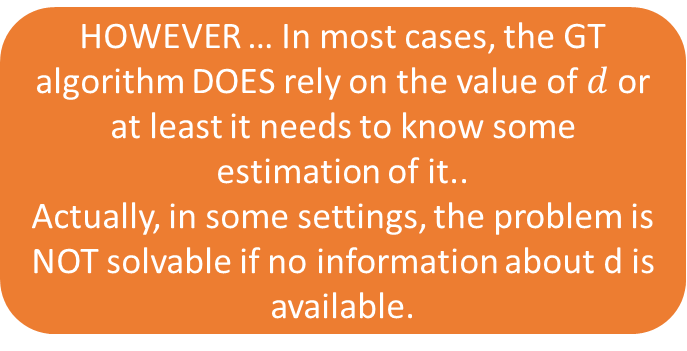 HOWEVER … In most cases, the GT
algorithm DOES rely on the value of 𝑑 or
at least it needs to know some
estimation of it..
Actually, in some settings, the problem is
NOT solvable if no information about d is
available.